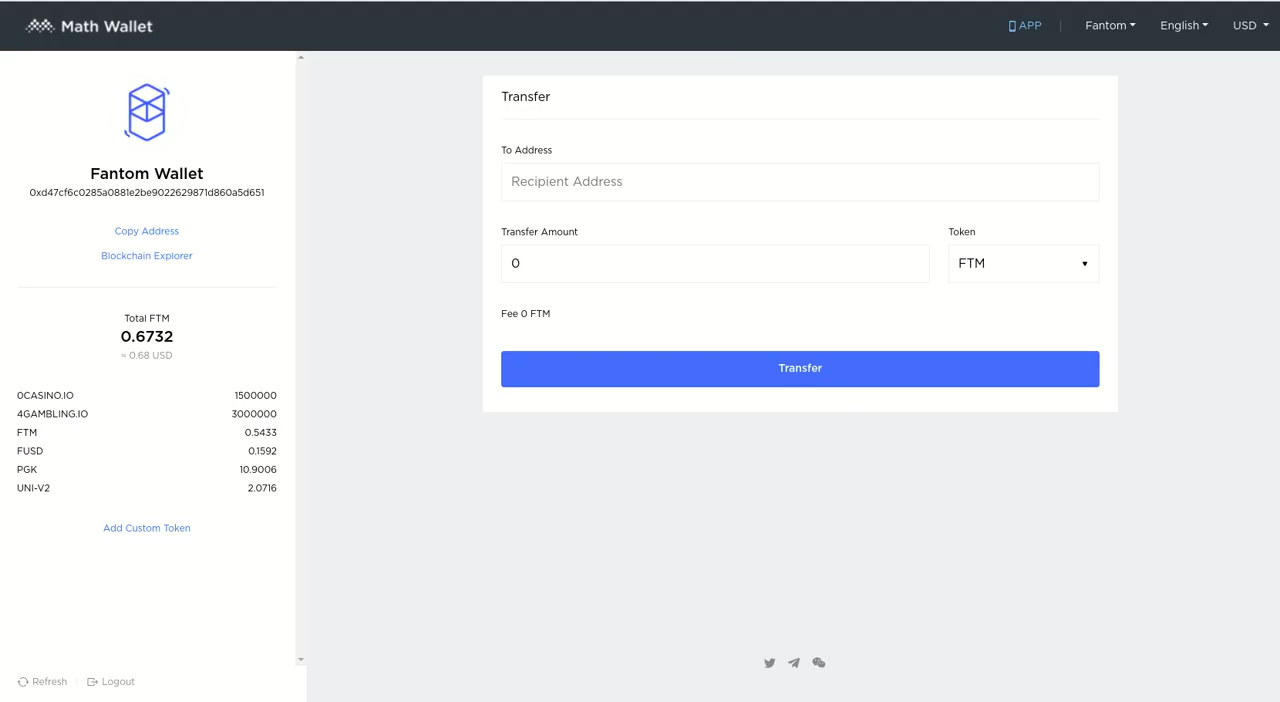 Math Wallet
APP | Fantom English USD
Fantom Wallet
0xd47cf6c0285a0881e2be9022629871d860a5d651
Copy Address
Blockchain Explorer
Total FTM
0.6732
≈ 0.68 USD
0CASINO.IO 1500000
4GAMBLING.IO 3000000
FTM 0.5433
FUSD 0.1592
PGK 10.9006
UNI-V2 2.0716
Add Custom Token
Refresh | Logout
Transfer
To Address
Recipient Address
Transfer Amount Token
0 FTM
Fee 0 FTM
Transfer